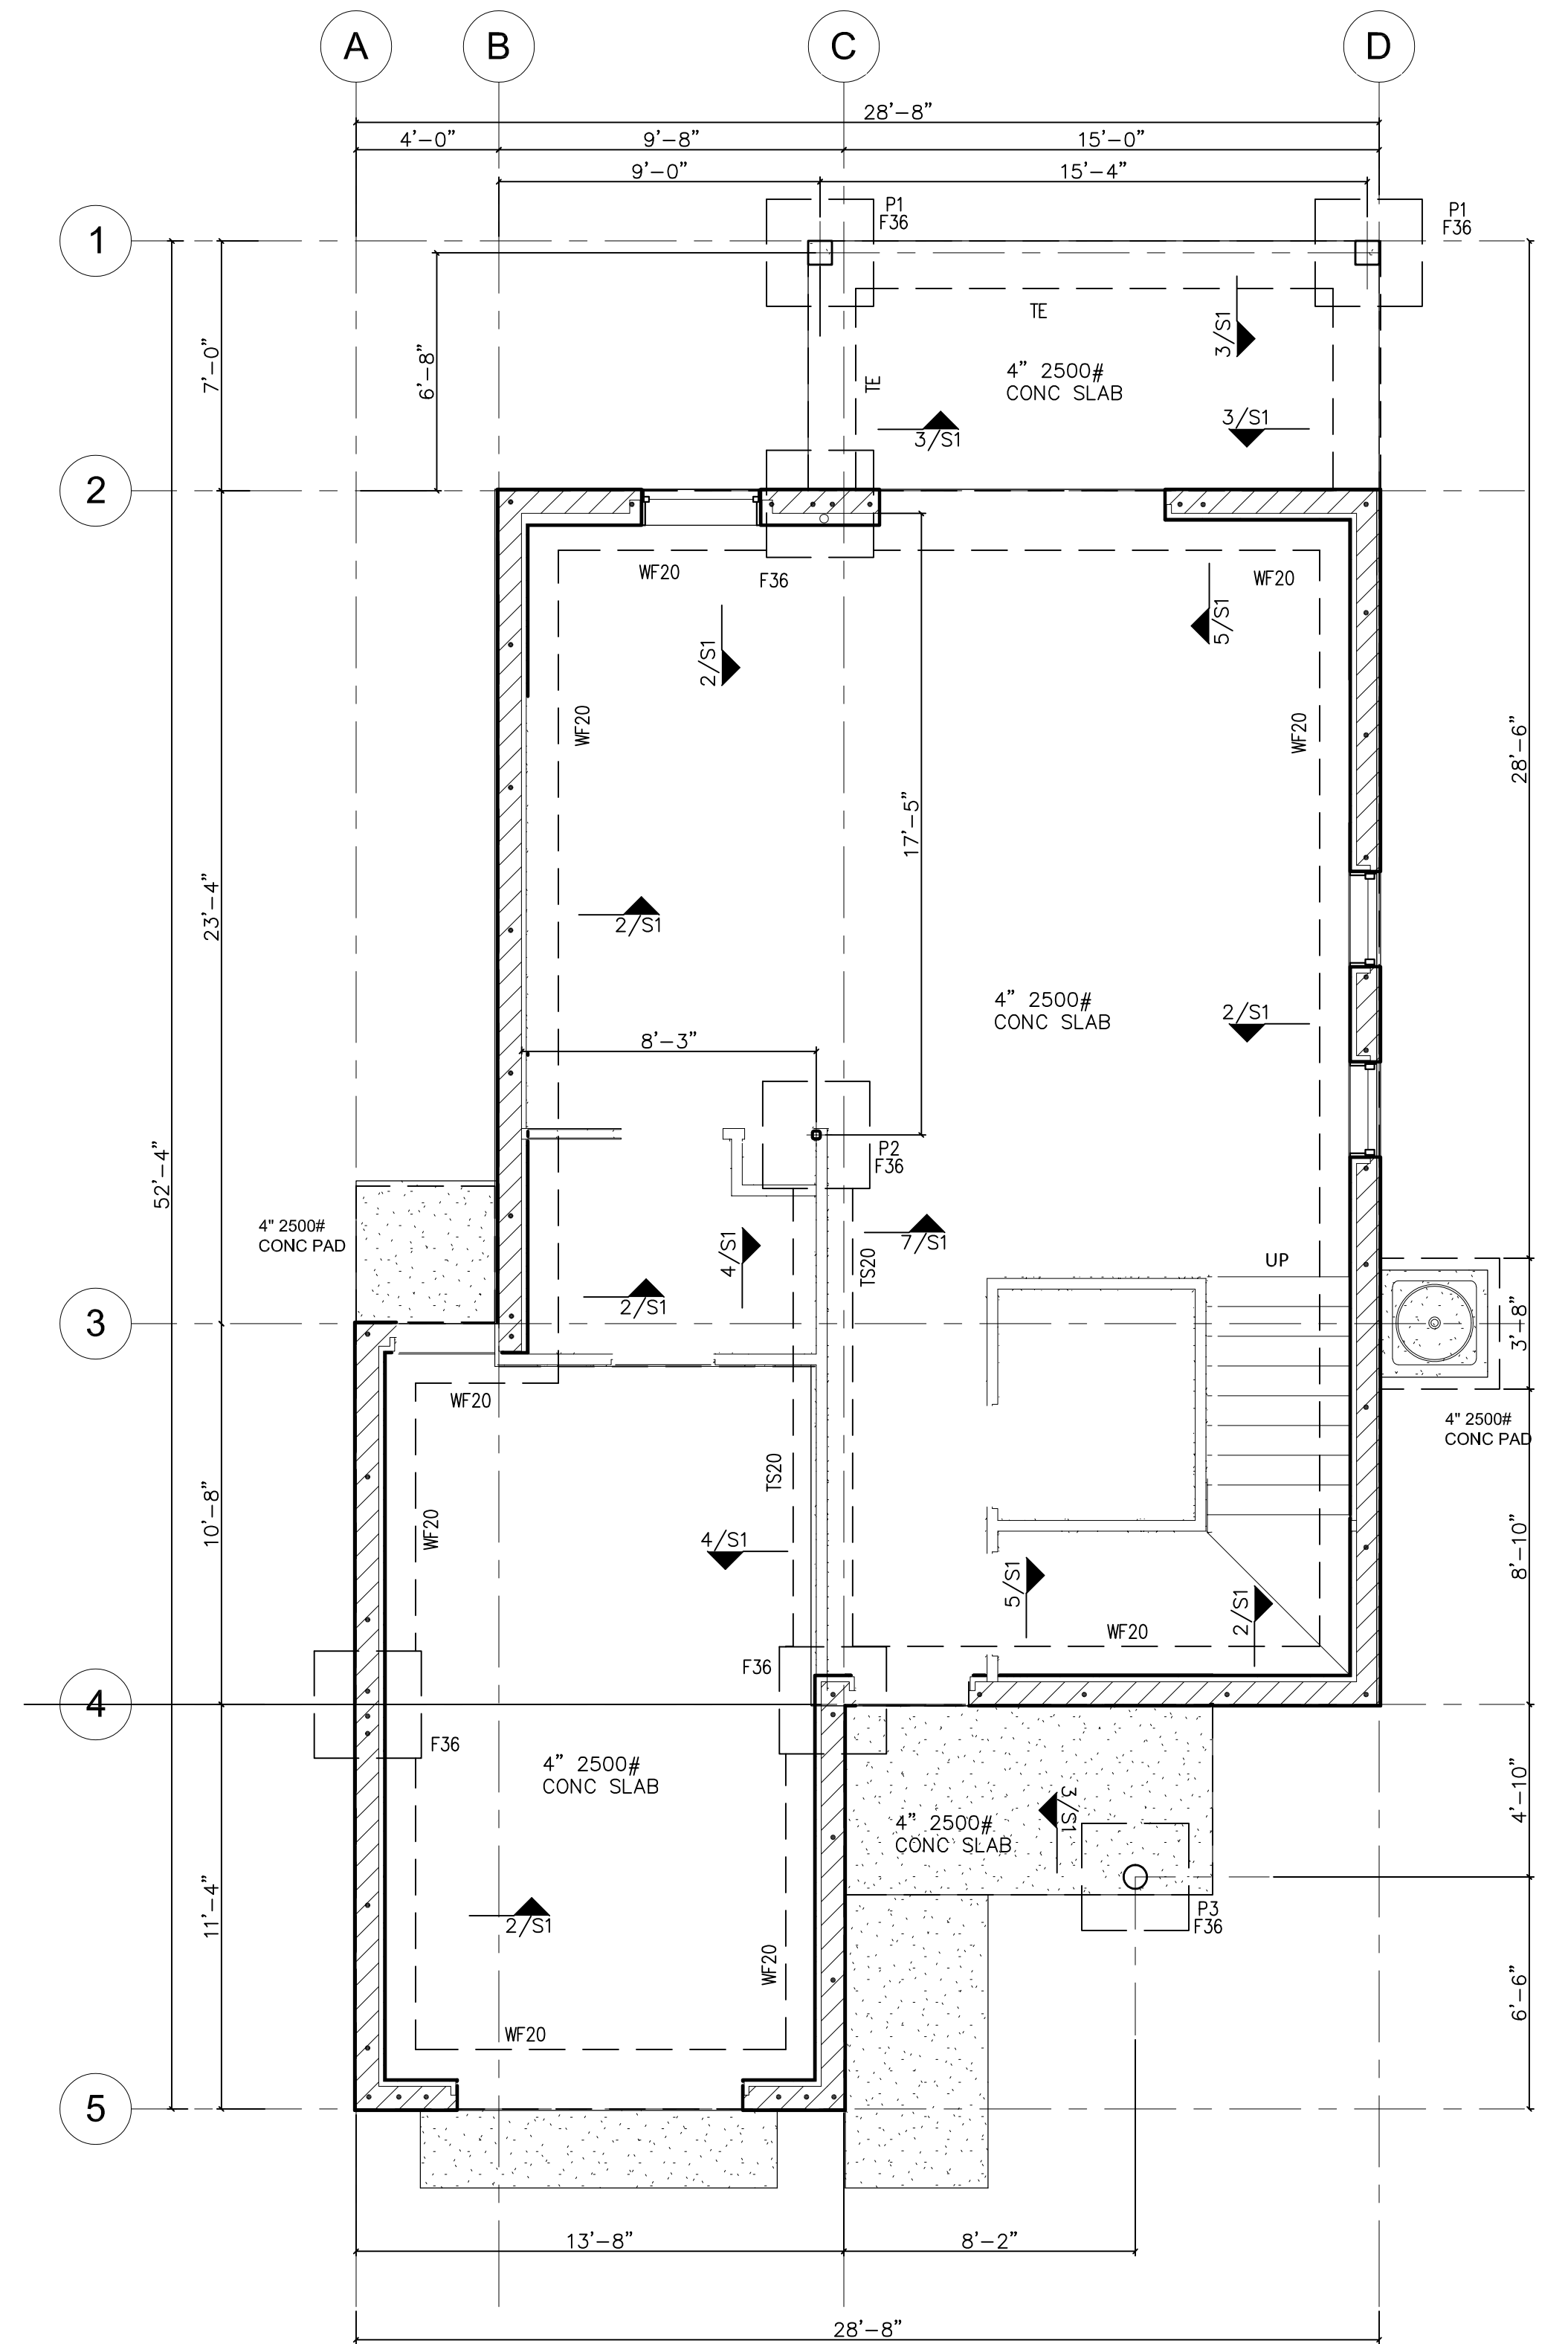 A B C D
28'-8"
4'-0" 9'-8" 15'-0"
9'-0" 15'-4"
P1
F36
P1
F36
1
TE
3/S1
7'-0"
6'-8"
4" 2500#
CONC SLAB
TE
3/S1
3/S1
2
WF20
F36
WF20
5/S1
2/S1
WF20
WF20
28'-6"
17'-5"
23'-4"
2/S1
4" 2500#
CONC SLAB
2/S1
8'-3"
P2
F36
52'-4"
4" 2500#
CONC PAD
4/S1
7/S1
TS20
UP
2/S1
3
3'-8"
WF20
4" 2500#
CONC PAD
TS20
WF20
10'-8"
4/S1
8'-10"
5/S1
2/S1
WF20
F36
4
F36
4" 2500#
CONC SLAB
3/S1
4'-10"
4" 2500#
CONC SLAB
P3
F36
11'-4"
2/S1
WF20
6'-6"
WF20
5
13'-8" 8'-2"
28'-8"